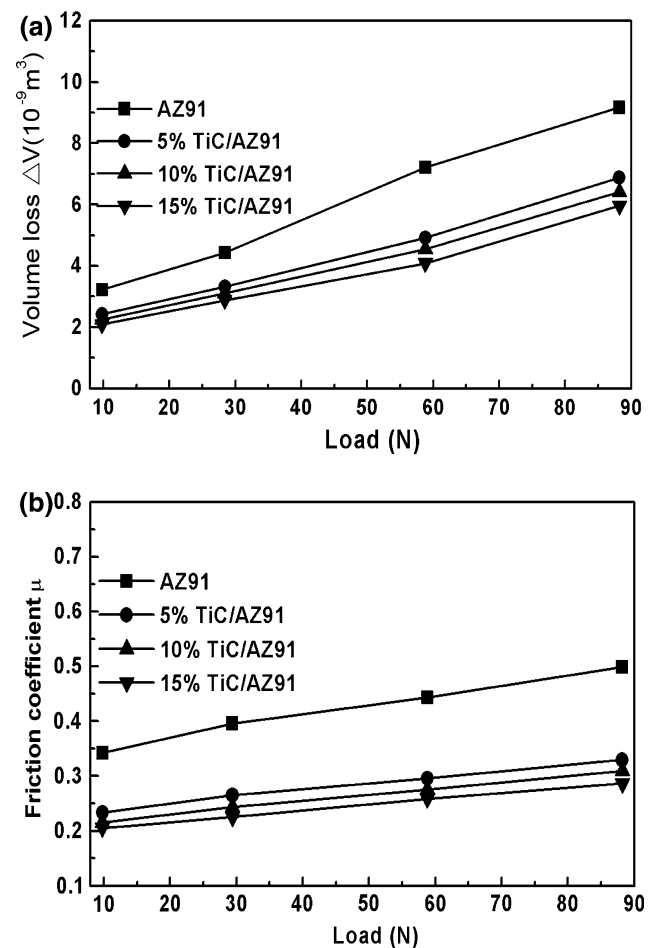 (a)
12
10
8
6
4
2
0
Volume loss △V(10⁻⁹m³)
AZ91
5% TiC/AZ91
10% TiC/AZ91
15% TiC/AZ91
10 20 30 40 50 60 70 80 90
Load (N)
(b)
0.8
0.7
0.6
0.5
0.4
0.3
0.2
0.1
Friction coefficient μ
AZ91
5% TiC/AZ91
10% TiC/AZ91
15% TiC/AZ91
10 20 30 40 50 60 70 80 90
Load (N)